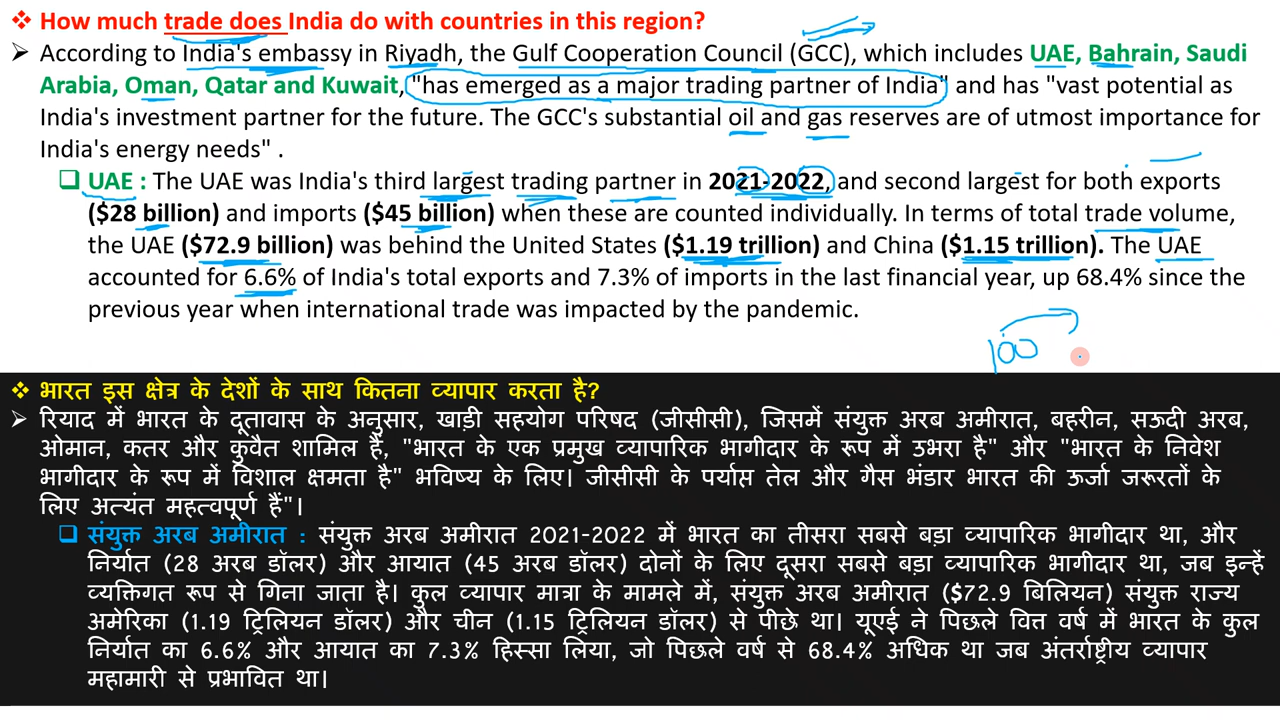 ❖ How much trade does India do with countries in this region?
➢ According to India's embassy in Riyadh, the Gulf Cooperation Council (GCC), which includes UAE, Bahrain, Saudi
Arabia, Oman, Qatar and Kuwait, "has emerged as a major trading partner of India" and has "vast potential as
India's investment partner for the future. The GCC's substantial oil and gas reserves are of utmost importance for
India's energy needs" .
❑ UAE : The UAE was India's third largest trading partner in 2021-2022, and second largest for both exports
($28 billion) and imports ($45 billion) when these are counted individually. In terms of total trade volume,
the UAE ($72.9 billion) was behind the United States ($1.19 trillion) and China ($1.15 trillion). The UAE
accounted for 6.6% of India's total exports and 7.3% of imports in the last financial year, up 68.4% since the
previous year when international trade was impacted by the pandemic.
100
❖ भारत इस क्षेत्र के देशों के साथ कितना व्यापार करता है?
➢ रियाद में भारत के दूतावास के अनुसार, खाड़ी सहयोग परिषद (जीसीसी), जिसमें संयुक्त अरब अमीरात, बहरीन, सऊदी अरब,
ओमान, कतर और कुवैत शामिल हैं, "भारत के एक प्रमुख व्यापारिक भागीदार के रूप में उभरा है" और "भारत के निवेश
भागीदार के रूप में विशाल क्षमता है" भविष्य के लिए। जीसीसी के पर्याप्त तेल और गैस भंडार भारत की ऊर्जा जरूरतों के
लिए अत्यंत महत्वपूर्ण हैं"।
❑ संयुक्त अरब अमीरात : संयुक्त अरब अमीरात 2021-2022 में भारत का तीसरा सबसे बड़ा व्यापारिक भागीदार था, और
निर्यात (28 अरब डॉलर) और आयात (45 अरब डॉलर) दोनों के लिए दूसरा सबसे बड़ा व्यापारिक भागीदार था, जब इन्हें
व्यक्तिगत रूप से गिना जाता है। कुल व्यापार मात्रा के मामले में, संयुक्त अरब अमीरात ($72.9 बिलियन) संयुक्त राज्य
अमेरिका (1.19 ट्रिलियन डॉलर) और चीन (1.15 ट्रिलियन डॉलर) से पीछे था। यूएई ने पिछले वित्त वर्ष में भारत के कुल
निर्यात का 6.6% और आयात का 7.3% हिस्सा लिया, जो पिछले वर्ष से 68.4% अधिक था जब अंतर्राष्ट्रीय व्यापार
महामारी से प्रभावित था।